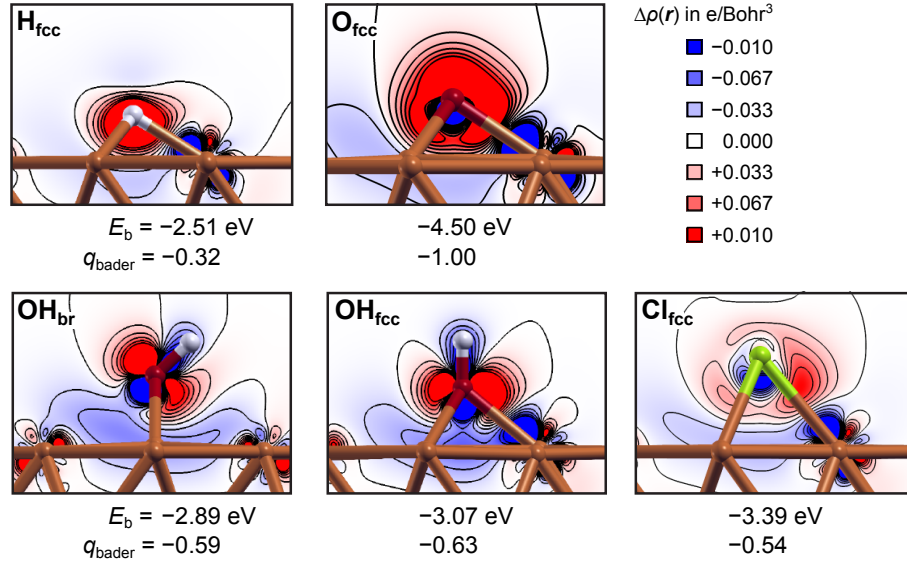 H_fcc
O_fcc
Δρ(r) in e/Bohr³
−0.010
−0.067
−0.033
0.000
+0.033
+0.067
+0.010
E_b = −2.51 eV
−4.50 eV
q_bader = −0.32
−1.00
OH_br
OH_fcc
Cl_fcc
E_b = −2.89 eV
−3.07 eV
−3.39 eV
q_bader = −0.59
−0.63
−0.54